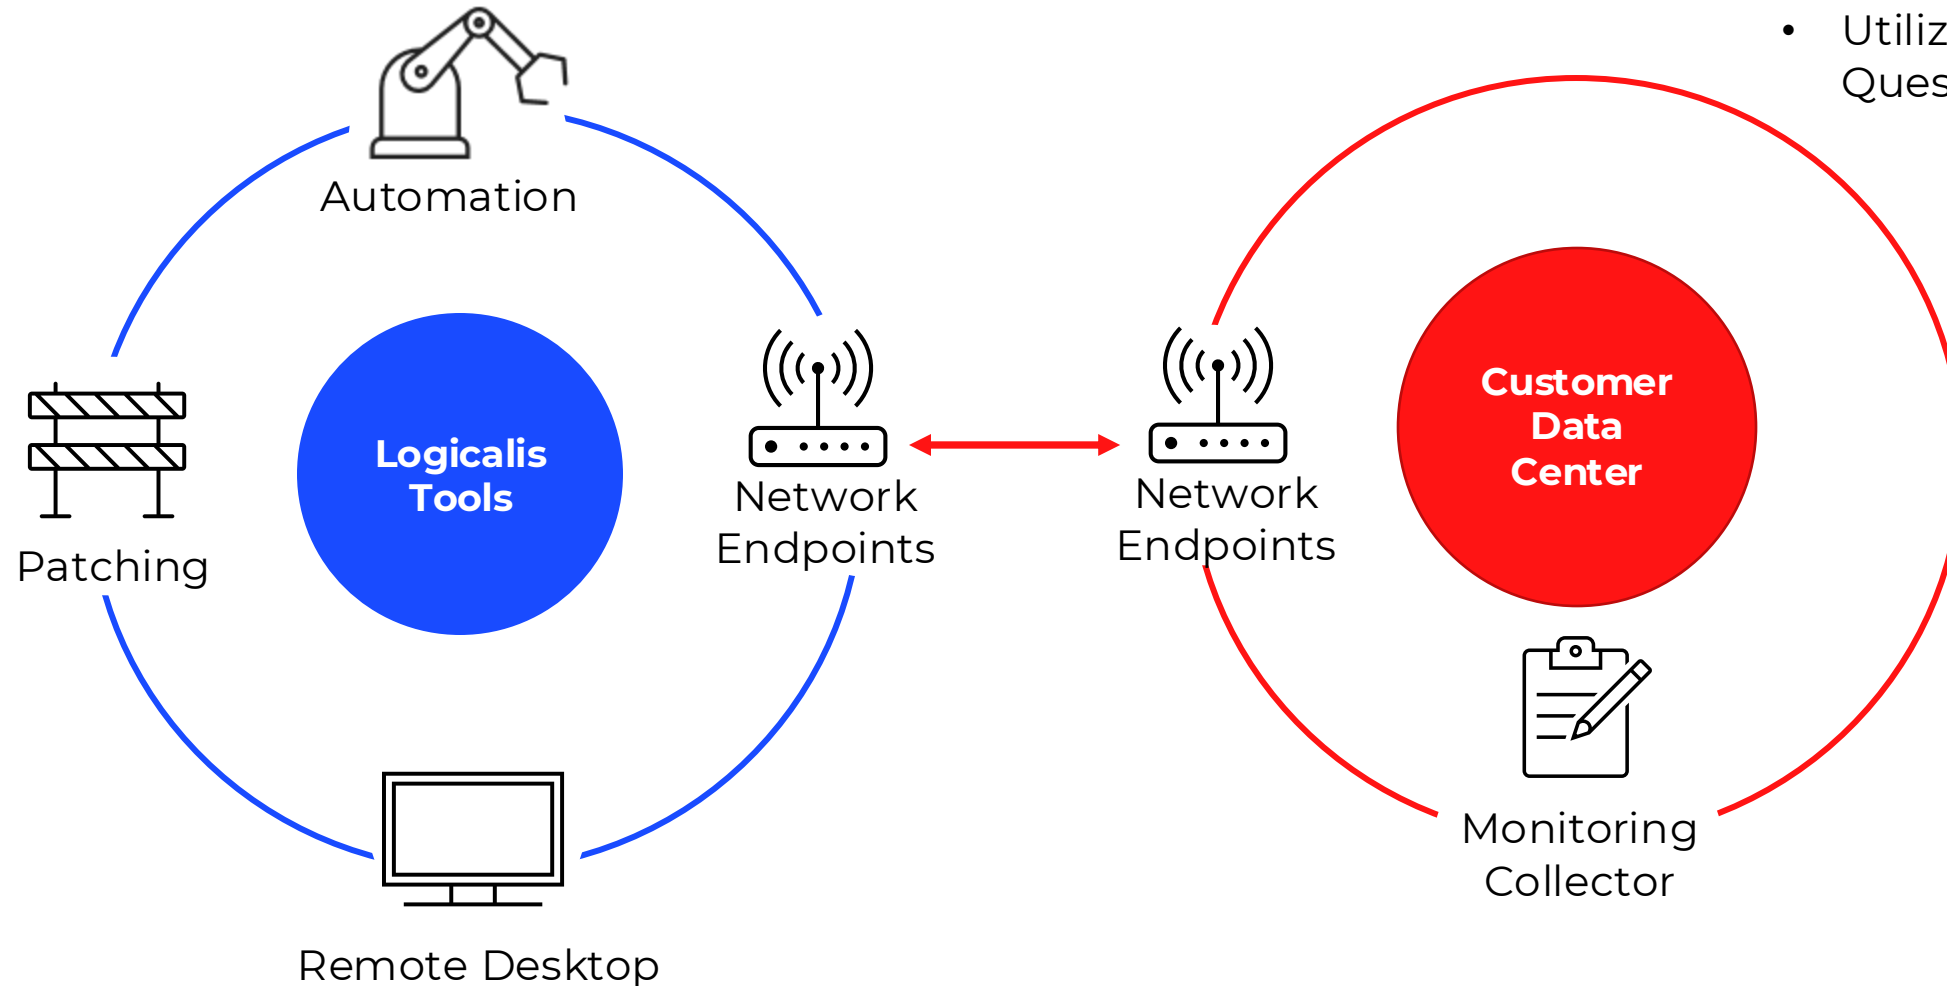 • Utiliz
Ques
Automation
Logicalis
Tools
Patching
Network
Endpoints
Remote Desktop
Network
Endpoints
Customer
Data
Center
Monitoring
Collector